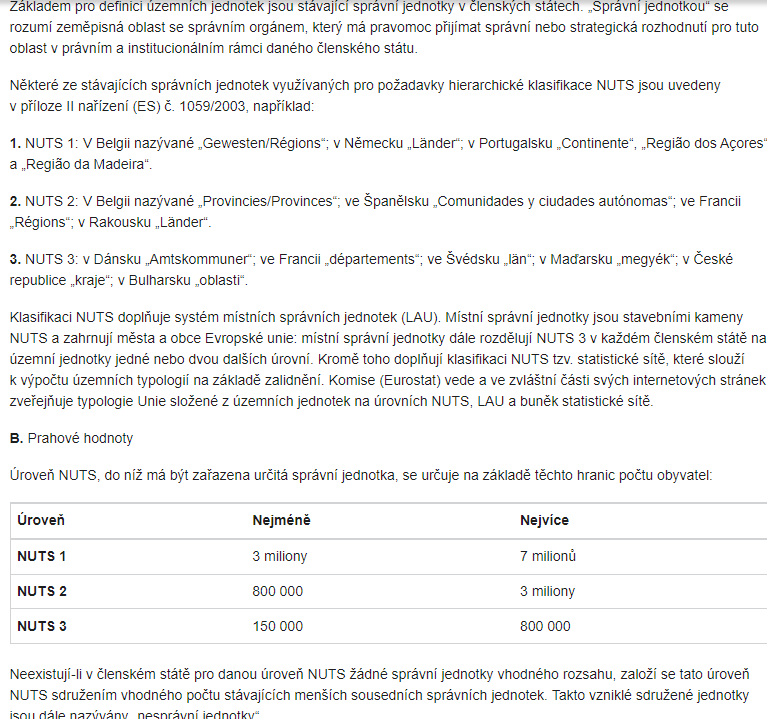 Základem pro definici územních jednotek jsou stávající správní jednotky v členských státech. „Správní jednotkou“ se
rozumí zeměpisná oblast se správním orgánem, který má pravomoc přijímat správní nebo strategická rozhodnutí pro tuto
oblast v právním a institucionálním rámci daného členského státu.
Některé ze stávajících správních jednotek využívaných pro požadavky hierarchické klasifikace NUTS jsou uvedeny
v příloze II nařízení (ES) č. 1059/2003, například:
1. NUTS 1: V Belgii nazývané „Gewesten/Régions“; v Německu „Länder“; v Portugalsku „Continente“, „Região dos Açores“
a „Região da Madeira“.
2. NUTS 2: V Belgii nazývané „Provincies/Provinces“; ve Španělsku „Comunidades y ciudades autónomas“; ve Francii
„Régions“; v Rakousku „Länder“.
3. NUTS 3: v Dánsku „Amtskommuner“; ve Francii „départements“; ve Švédsku „län“; v Maďarsku „megyék“; v České
republice „kraje“; v Bulharsku „oblasti“.
Klasifikaci NUTS doplňuje systém místních správních jednotek (LAU). Místní správní jednotky jsou stavebními kameny
NUTS a zahrnují města a obce Evropské unie: místní správní jednotky dále rozdělují NUTS 3 v každém členském státě na
územní jednotky jedné nebo dvou dalších úrovní. Kromě toho doplňují klasifikaci NUTS tzv. statistické sítě, které slouží
k výpočtu územních typologií na základě zalidnění. Komise (Eurostat) vede a ve zvláštní části svých internetových stránek
zveřejňuje typologie Unie složené z územních jednotek na úrovních NUTS, LAU a buněk statistické sítě.
B. Prahové hodnoty
Úroveň NUTS, do níž má být zařazena určitá správní jednotka, se určuje na základě těchto hranic počtu obyvatel:
Úroveň Nejméně Nejvíce
NUTS 1 3 miliony 7 milionů
NUTS 2 800 000 3 miliony
NUTS 3 150 000 800 000
Neexistují-li v členském státě pro danou úroveň NUTS žádné správní jednotky vhodného rozsahu, založí se tato úroveň
NUTS sdružením vhodného počtu stávajících menších sousedních správních jednotek. Takto vzniklé sdružené jednotky
jsou dále nazývány „nesprávní jednotky“